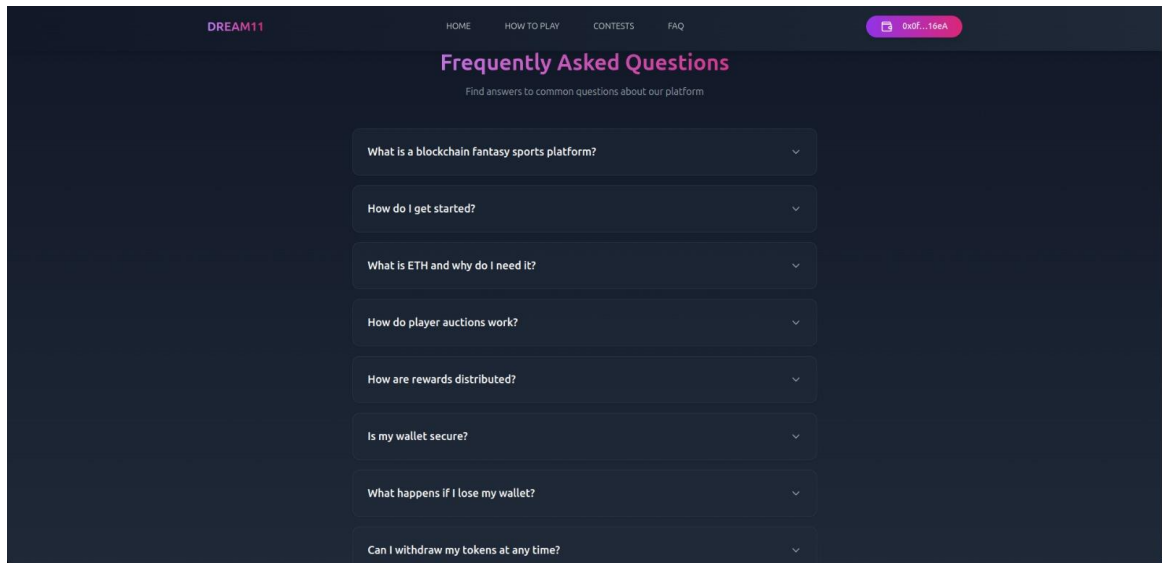 DREAM11
HOME HOW TO PLAY CONTESTS FAQ
0x0f...16eA
Frequently Asked Questions
Find answers to common questions about our platform
What is a blockchain fantasy sports platform?
How do I get started?
What is ETH and why do I need it?
How do player auctions work?
How are rewards distributed?
Is my wallet secure?
What happens if I lose my wallet?
Can I withdraw my tokens at any time?